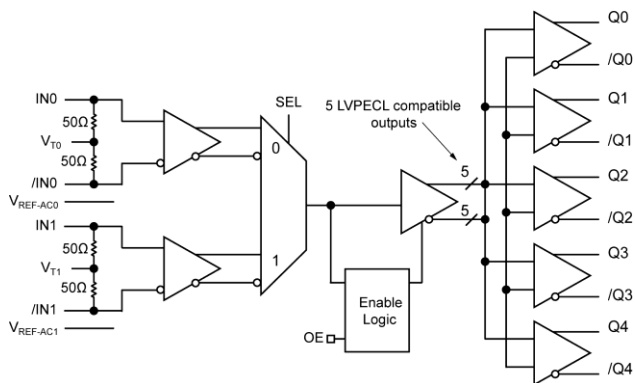 IN0
50Ω
VT0
50Ω
/IN0
VREF-AC0
IN1
50Ω
VT1
50Ω
/IN1
VREF-AC1
SEL
0
1
5 LVPECL compatible
outputs
5
5
Enable
Logic
OE
Q0
/Q0
Q1
/Q1
Q2
/Q2
Q3
/Q3
Q4
/Q4